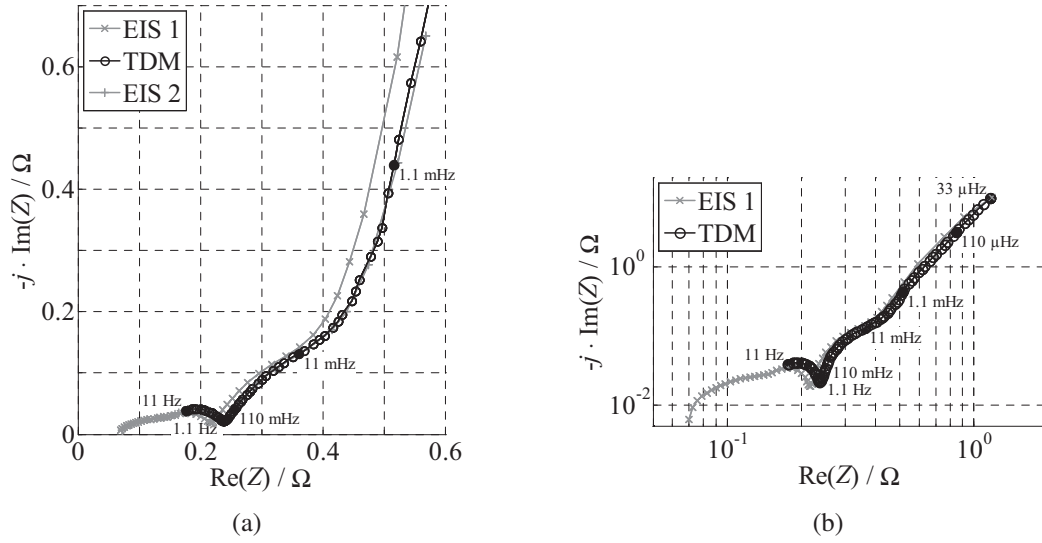 EIS 1
TDM
EIS 2
0.6
0.4
0.2
0
-j · Im(Z) / Ω
1.1 mHz
11 mHz
11 Hz
1.1 Hz
110 mHz
0
0.2
0.4
0.6
Re(Z) / Ω
(a)
EIS 1
TDM
33 µHz
110 µHz
1.1 mHz
11 mHz
11 Hz
110 mHz
1.1 Hz
10^0
10^-2
-j · Im(Z) / Ω
10^-1
10^0
Re(Z) / Ω
(b)